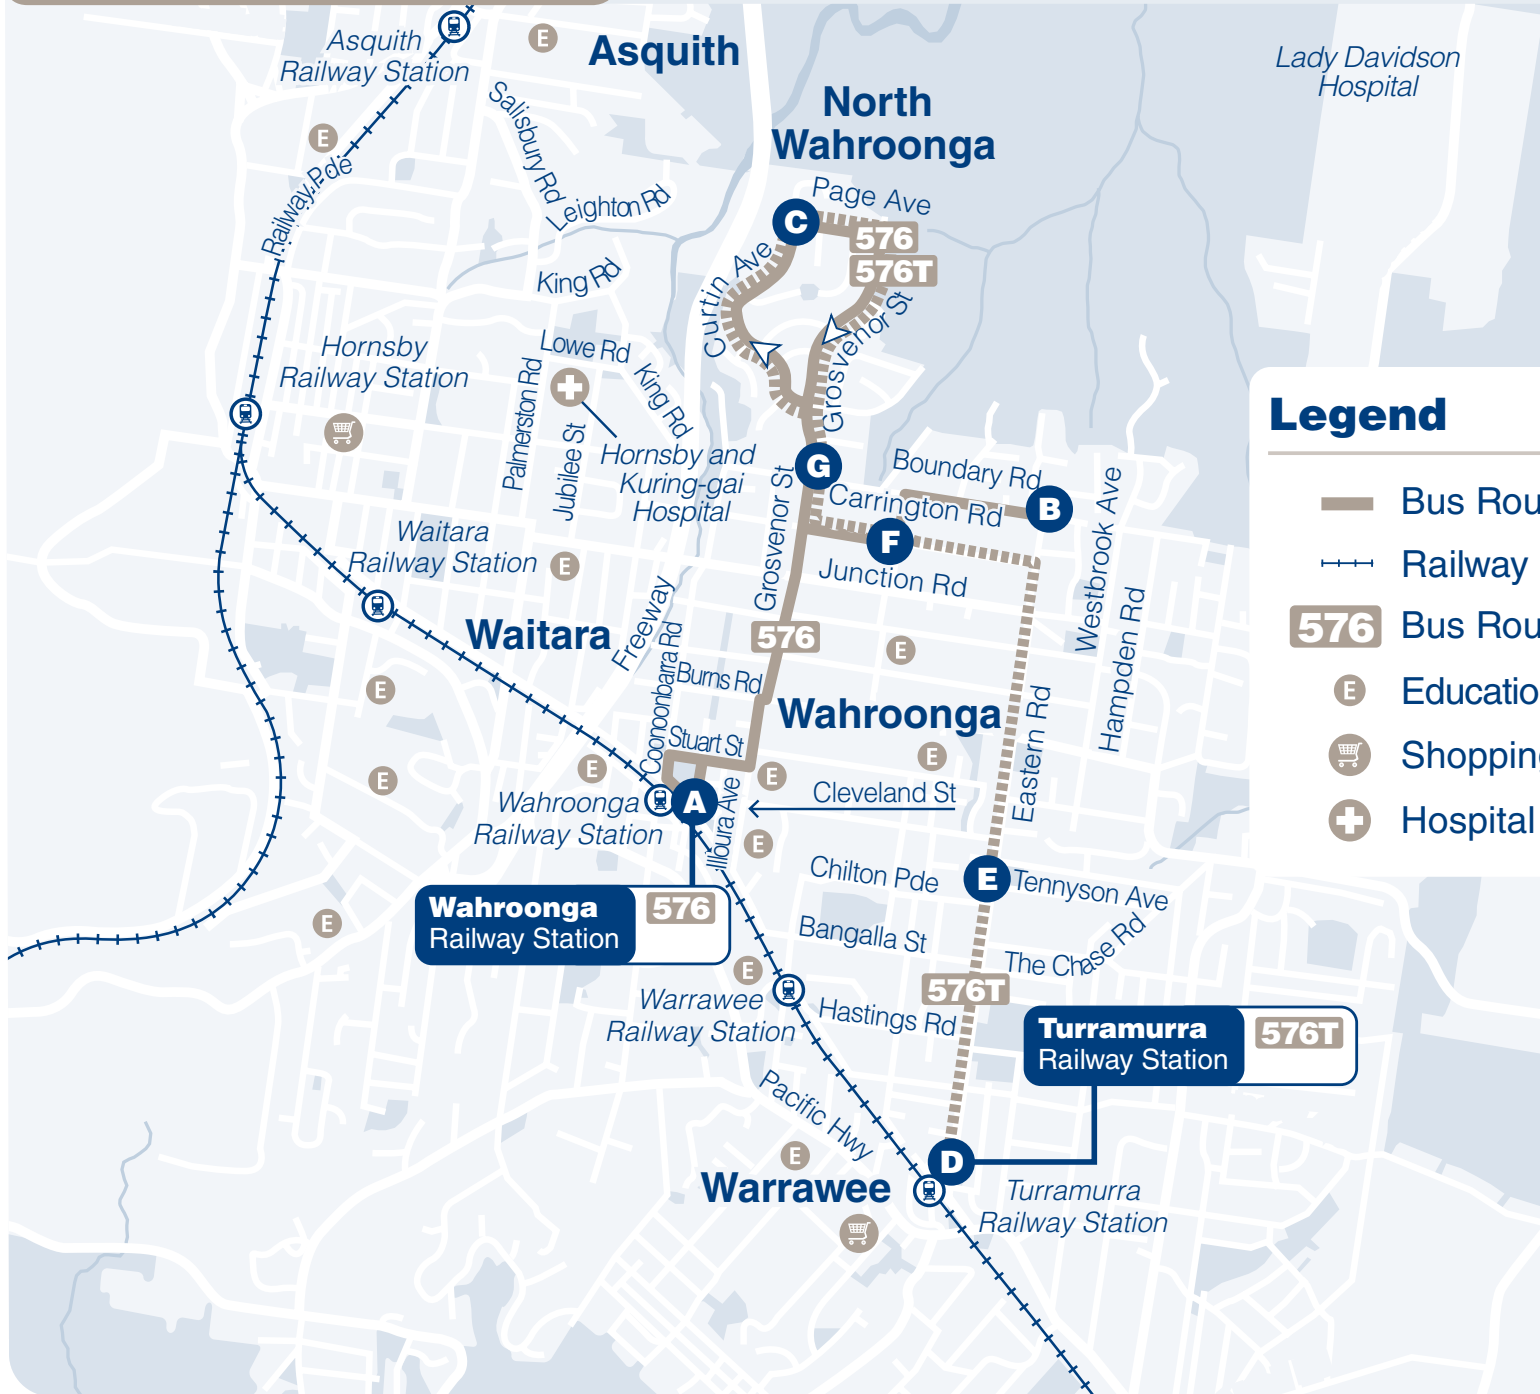 Asquith
Railway Station
E
Asquith
Lady Davidson
Hospital
North
Wahroonga
Salisbury Rd
E
Railway Pde
Leighton Rd
Page Ave
C
576
576T
King Rd
Curtin Ave
Grosvenor St
Hornsby
Railway Station
Lowe Rd
King Rd
Palmerston Rd
Jubilee St
Hornsby and
Kuring-gai
Hospital
Legend
Bus Rou
Railway
576
Bus Rou
E
Educatio
Shopping
Hospital
G
Grosvenor St
Boundary Rd
Carrington Rd
B
F
Junction Rd
Westbrook Ave
Hampden Rd
Waitara
Railway Station
E
Waitara
Freeway
Coonoonbarra Rd
Burns Rd
576
E
E
Wahroonga
Stuart St
Eastern Rd
E
E
E
E
Wahroonga
Railway Station
A
Illoura Ave
Cleveland St
E
Chilton Pde
E
Tennyson Ave
Wahroonga
Railway Station
576
E
Bangalla St
The Chase Rd
E
576T
Warrawee
Railway Station
Hastings Rd
Turramurra
Railway Station
576T
Pacific Hwy
E
D
Warrawee
Turramurra
Railway Station